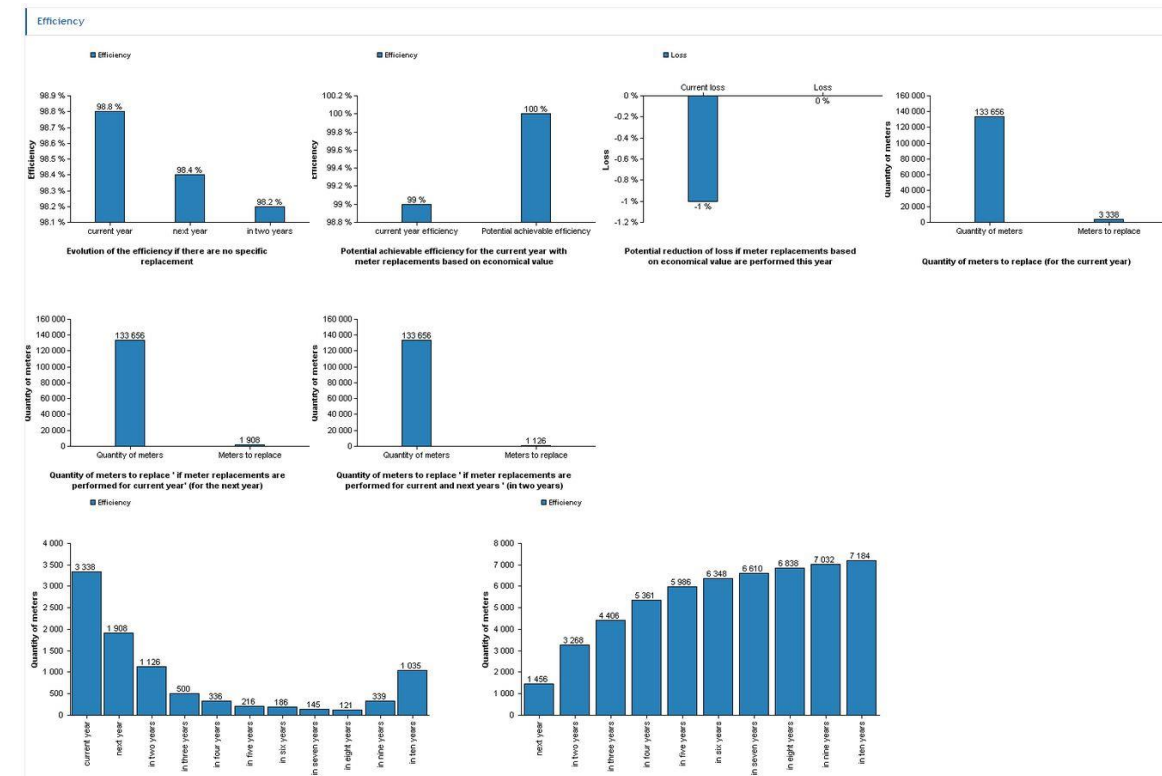 Efficiency
Efficiency
98.9 %
98.8 %
98.7 %
98.6 %
98.5 %
98.4 %
98.3 %
98.2 %
98.1 %
Efficiency
98.8 %
98.4 %
98.2 %
current year
next year
in two years
Evolution of the efficiency if there are no specific
replacement
Efficiency
100.2 %
100 %
99.8 %
99.6 %
99.4 %
99.2 %
99 %
98.8 %
Efficiency
99 %
100 %
current year efficiency
Potential achievable efficiency
Potential achievable efficiency for the current year with
meter replacements based on economical value
Loss
Current loss
Loss
0 %
-0.2 %
-0.4 %
-0.6 %
-0.8 %
-1 %
-1.2 %
Loss
-1 %
0 %
Potential reduction of loss if meter replacements based
on economical value are performed this year
160 000
140 000
120 000
100 000
80 000
60 000
40 000
20 000
0
Quantity of meters
133 656
3 338
Quantity of meters
Meters to replace
Quantity of meters to replace (for the current year)
160 000
140 000
120 000
100 000
80 000
60 000
40 000
20 000
0
Quantity of meters
133 656
1 908
Quantity of meters
Meters to replace
Quantity of meters to replace ' if meter replacements are
performed for current year' (for the next year)
160 000
140 000
120 000
100 000
80 000
60 000
40 000
20 000
0
Quantity of meters
133 656
1 126
Quantity of meters
Meters to replace
Quantity of meters to replace ' if meter replacements are
performed for current and next years ' (in two years)
Efficiency
4 000
3 500
3 000
2 500
2 000
1 500
1 000
500
0
Quantity of meters
3 338
1 908
1 126
500
336
216
186
145
121
339
1 035
current year
next year
in two years
in three years
in four years
in five years
in six years
in seven years
in eight years
in nine years
in ten years
Efficiency
8 000
7 000
6 000
5 000
4 000
3 000
2 000
1 000
0
Quantity of meters
1 456
3 268
4 406
5 361
5 986
6 348
6 610
6 838
7 032
7 184
next year
in two years
in three years
in four years
in five years
in six years
in seven years
in eight years
in nine years
in ten years